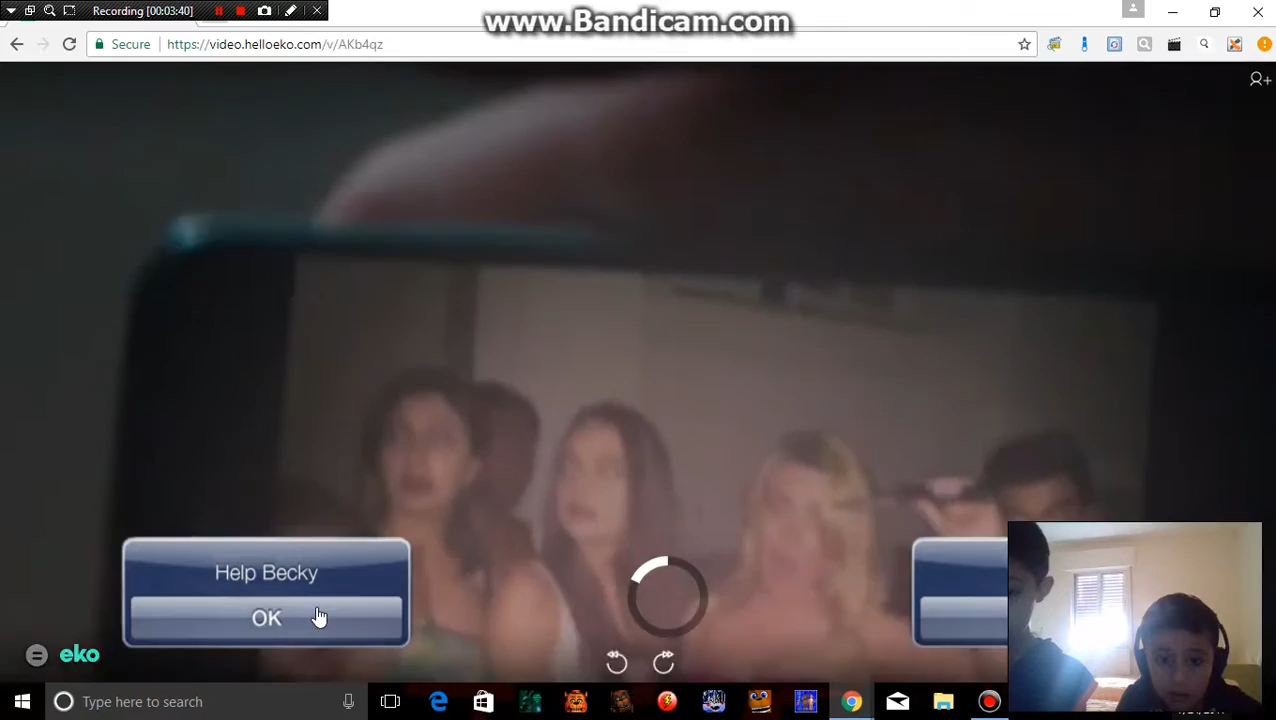 Recording [00:03:40]
www.Bandicam.com
Secure
https://video.helloeko.com/v/AKb4qz
Help Becky
OK
eko
Type here to search